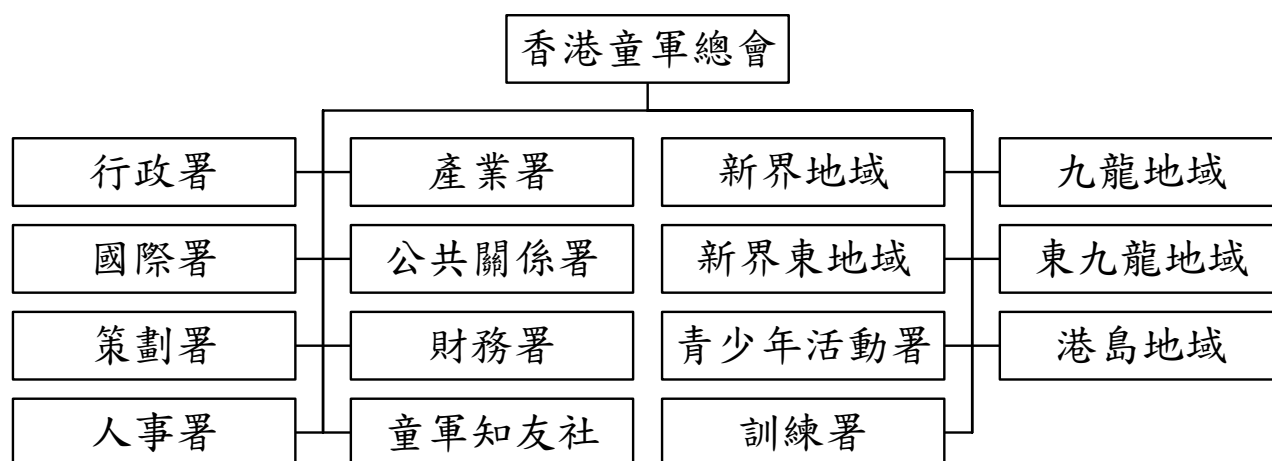 香港童軍總會
行政署
產業署
新界地域
九龍地域
國際署
公共關係署
新界東地域
東九龍地域
策劃署
財務署
青少年活動署
港島地域
人事署
童軍知友社
訓練署